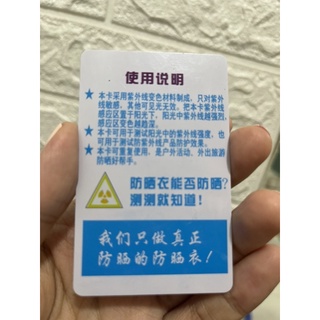 使用说明
★ 本卡采用紫外线变色材料制成，只对紫外
线敏感，其他可见光无效。把本卡紫外线
感应区置于阳光下，阳光中紫外线越强烈，
感应区变色越深。
★ 本卡可用于测试阳光中的紫外线强度，也
可用于测试防紫外线产品防护效果。
★ 本卡可重复使用，是户外活动、外出旅游
防晒好帮手。
防晒衣能否防晒？
测测就知道！
我们只做真正
防晒的防晒衣！